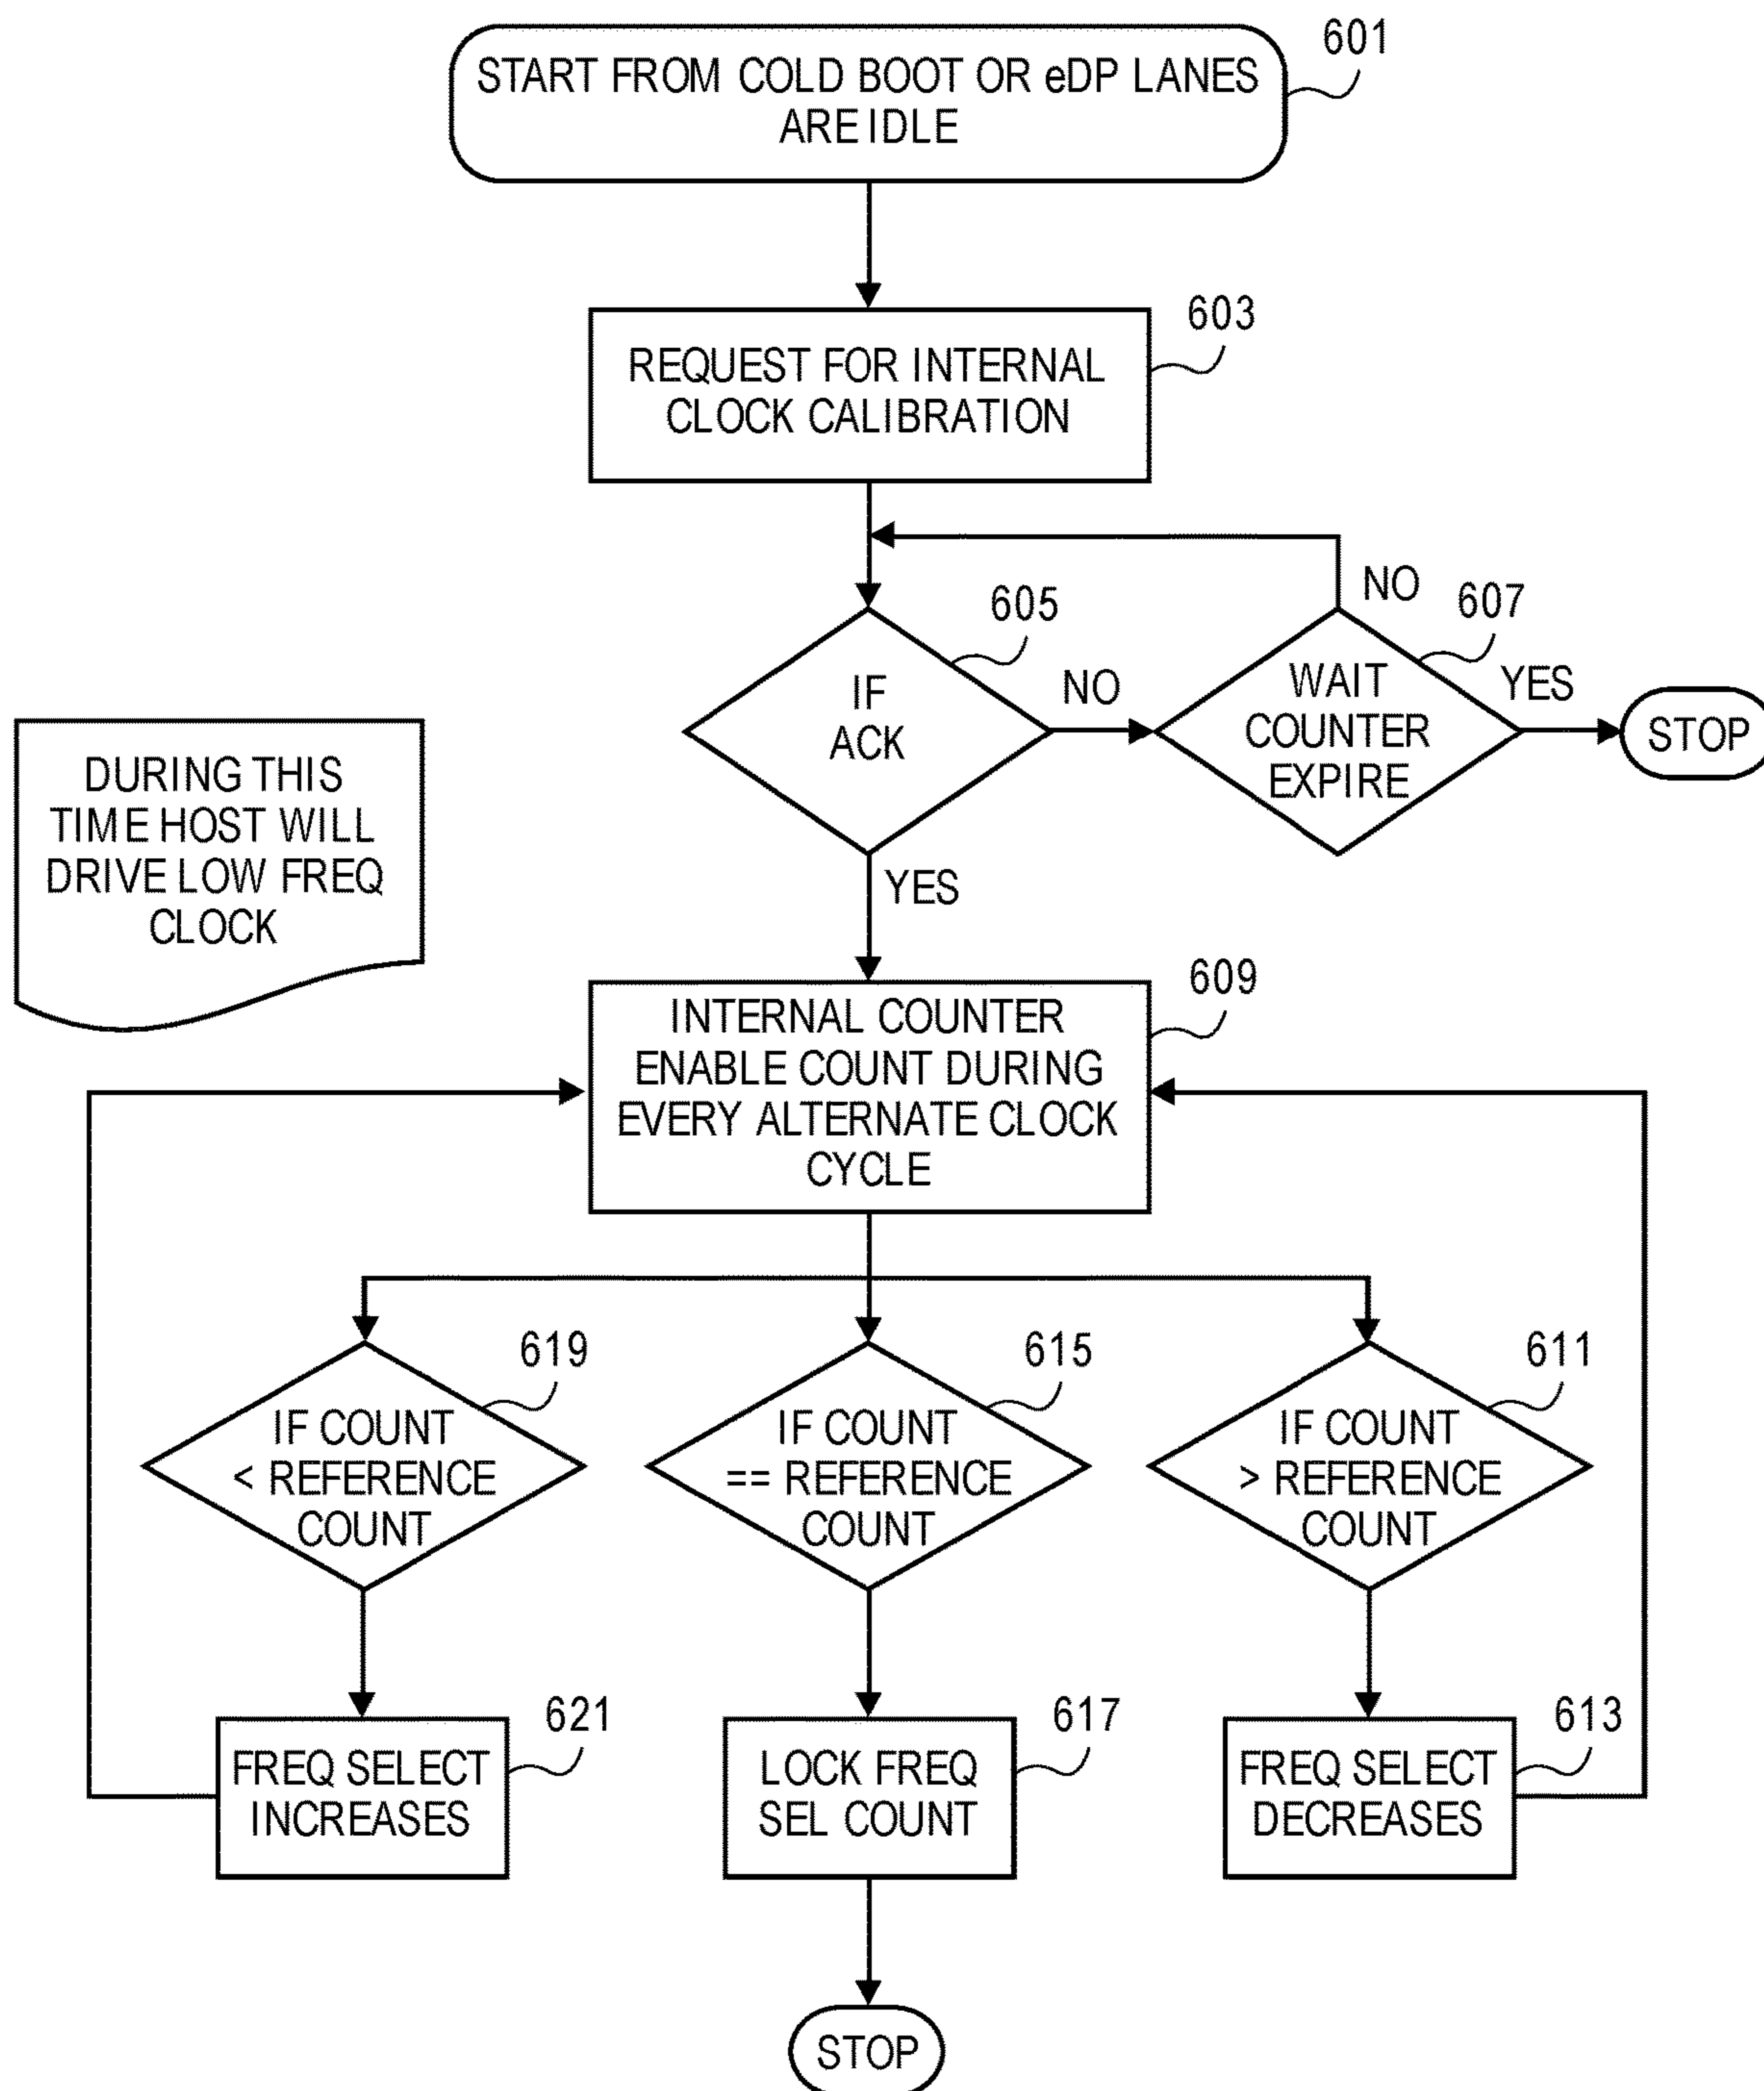 START FROM COLD BOOT OR eDP LANES
ARE IDLE
601
REQUEST FOR INTERNAL
CLOCK CALIBRATION
603
IF
ACK
605
NO
WAIT
COUNTER
EXPIRE
607
NO
YES
STOP
YES
DURING THIS
TIME HOST WILL
DRIVE LOW FREQ
CLOCK
INTERNAL COUNTER
ENABLE COUNT DURING
EVERY ALTERNATE CLOCK
CYCLE
609
IF COUNT
< REFERENCE
COUNT
619
IF COUNT
== REFERENCE
COUNT
615
IF COUNT
> REFERENCE
COUNT
611
FREQ SELECT
INCREASES
621
LOCK FREQ
SEL COUNT
617
FREQ SELECT
DECREASES
613
STOP